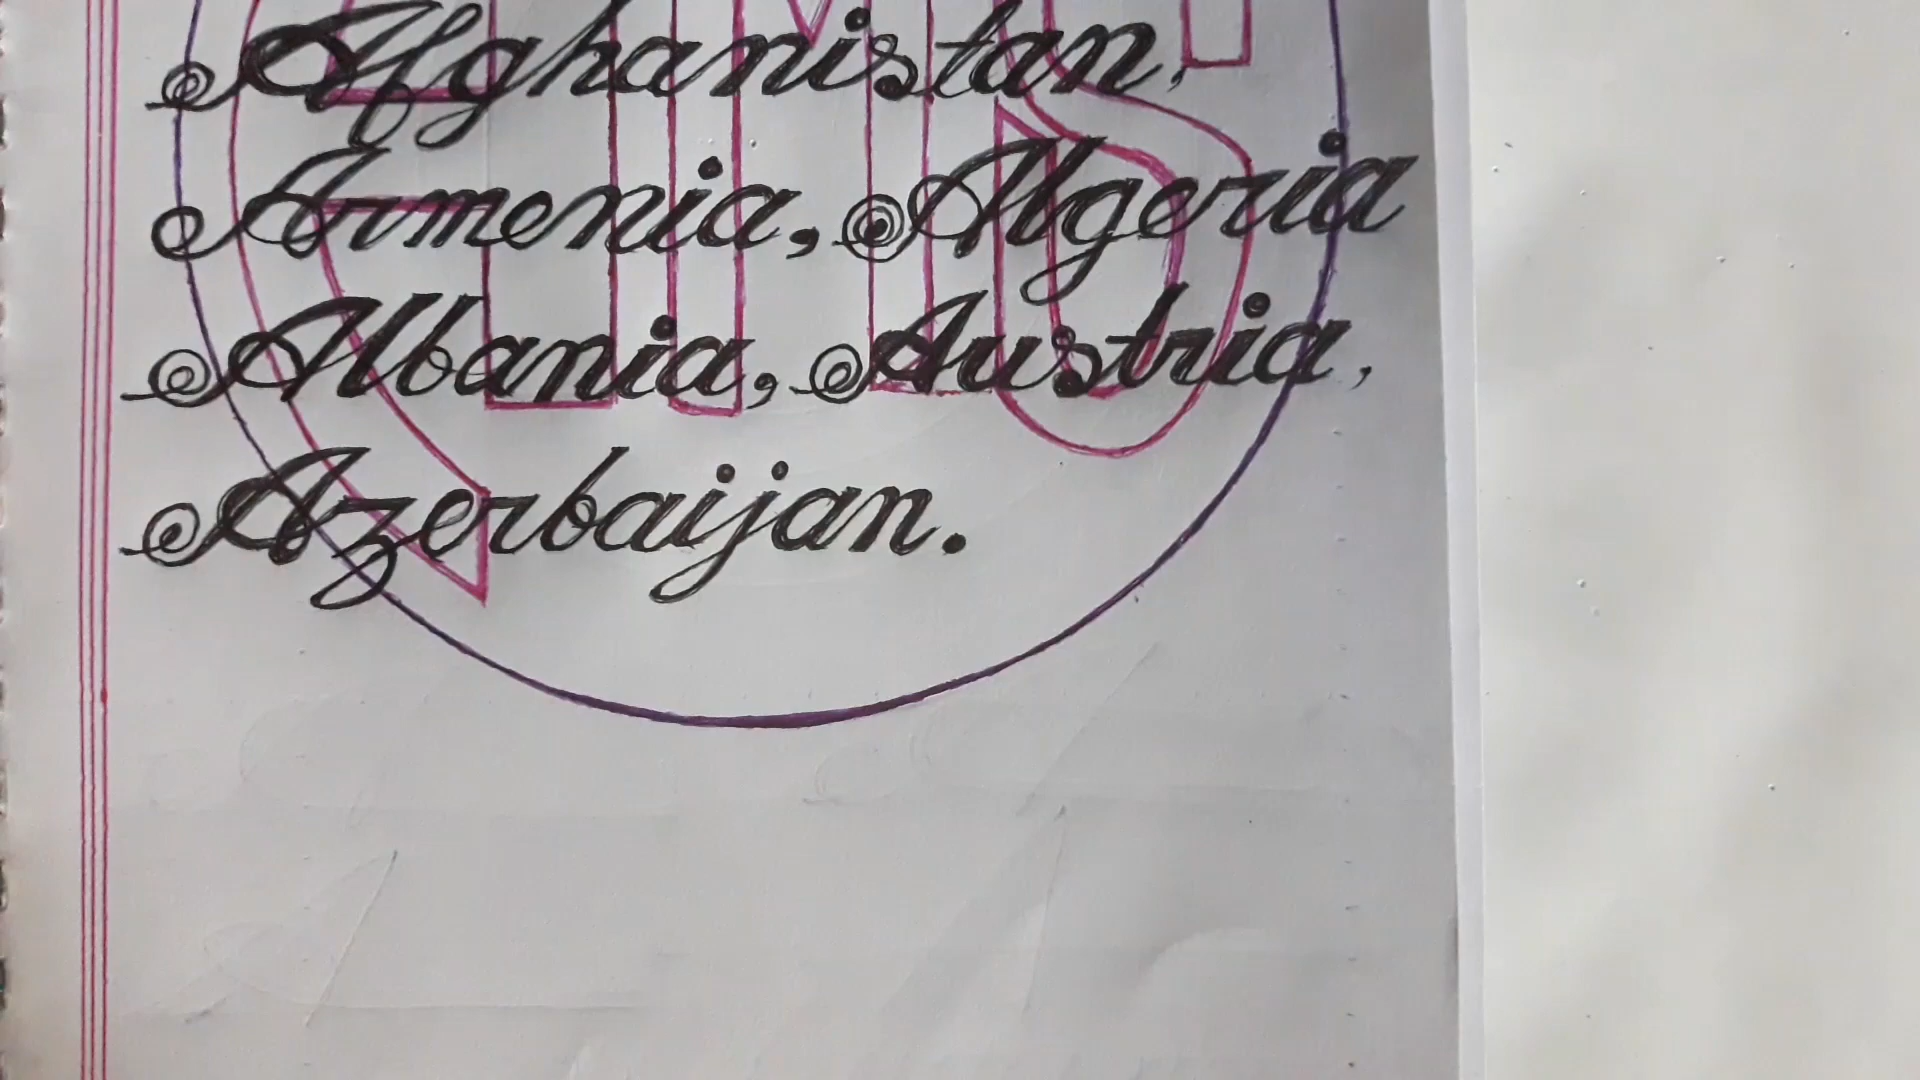 Afghanistan,
Armenia, Algeria
Albania, Austria,
Azerbaijan.